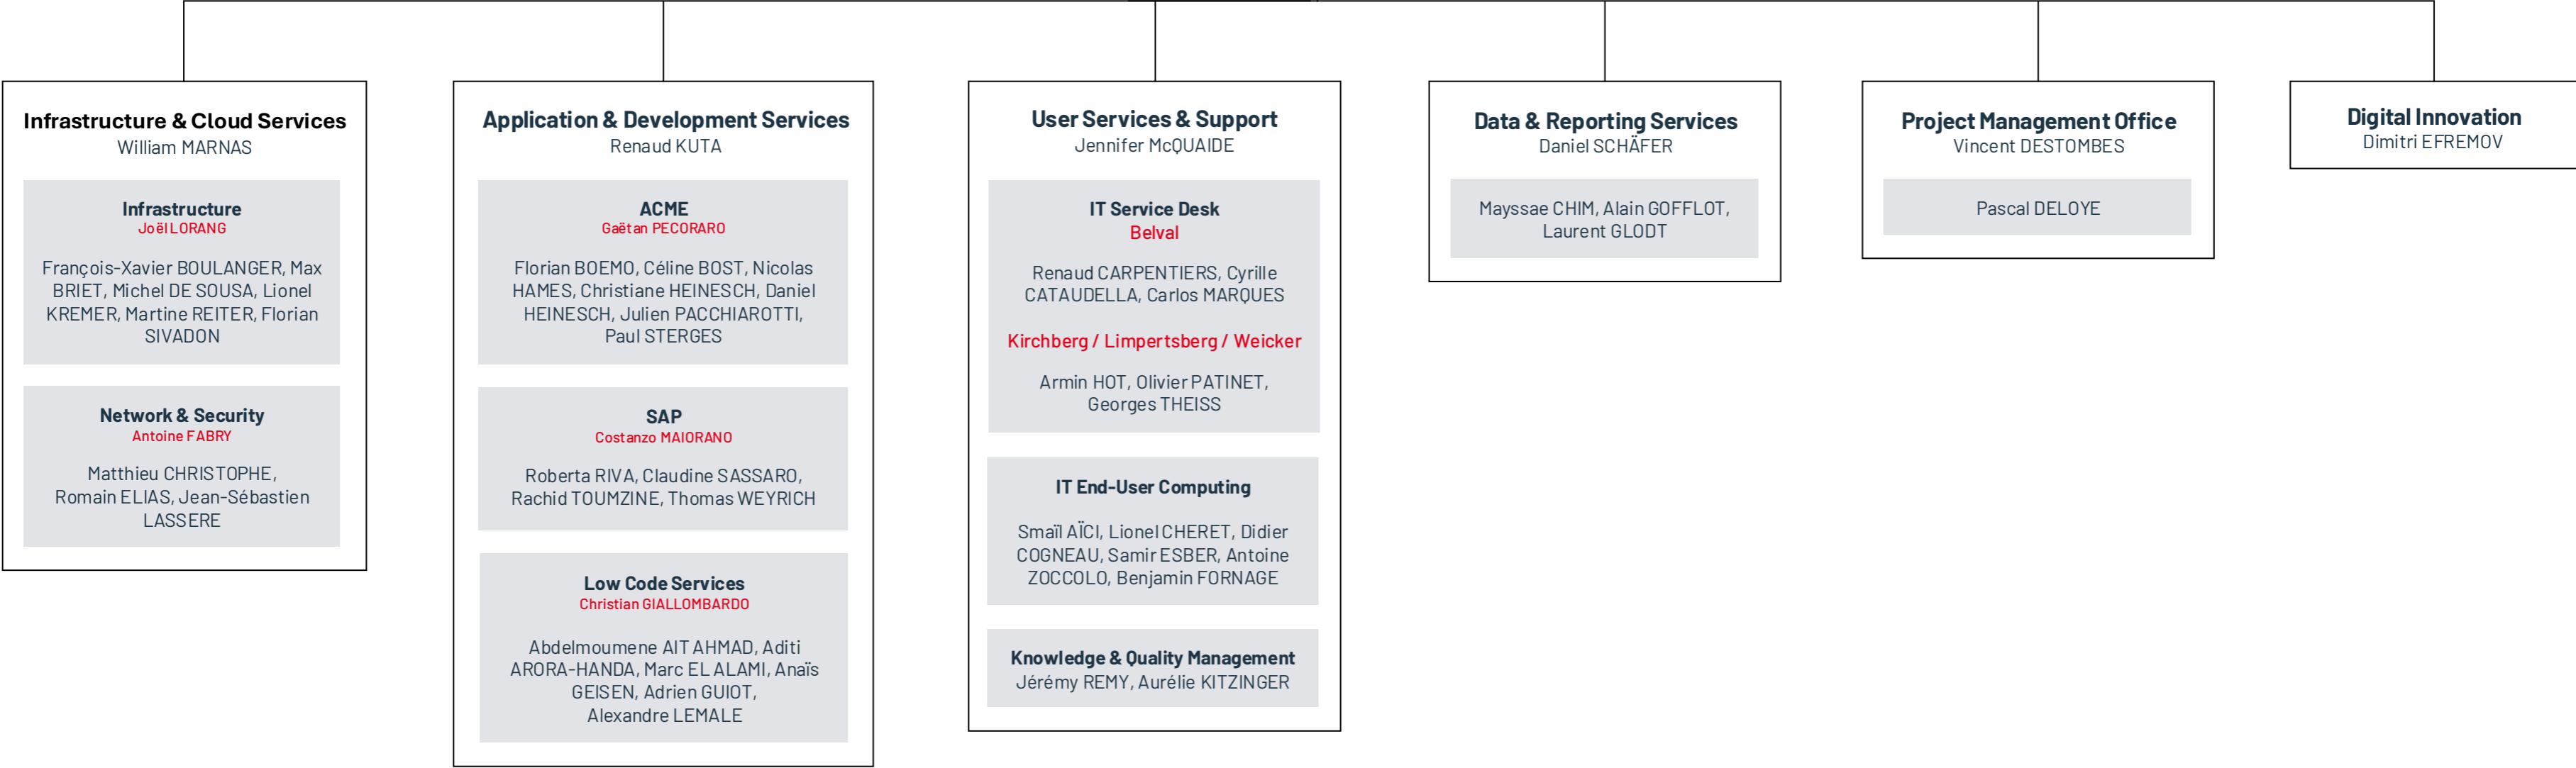 Infrastructure & Cloud Services
William MARNAS
Infrastructure
Joël LORANG
François-Xavier BOULANGER, Max
BRIET, Michel DE SOUSA, Lionel
KREMER, Martine REITER, Florian
SIVADON
Network & Security
Antoine FABRY
Matthieu CHRISTOPHE,
Romain ELIAS, Jean-Sébastien
LASSERE
Application & Development Services
Renaud KUTA
ACME
Gaëtan PECORARO
Florian BOEMO, Céline BOST, Nicolas
HAMES, Christiane HEINESCH, Daniel
HEINESCH, Julien PACCHIAROTTI,
Paul STERGES
SAP
Costanzo MAIORANO
Roberta RIVA, Claudine SASSARO,
Rachid TOUMZINE, Thomas WEYRICH
Low Code Services
Christian GIALLOMBARDO
Abdelmoumene AIT AHMAD, Aditi
ARORA-HANDA, Marc EL ALAMI, Anaïs
GEISEN, Adrien GUIOT,
Alexandre LEMALE
User Services & Support
Jennifer McQUAIDE
IT Service Desk
Belval
Renaud CARPENTIERS, Cyrille
CATAUDELLA, Carlos MARQUES
Kirchberg / Limpertsberg / Weicker
Armin HOT, Olivier PATINET,
Georges THEISS
IT End-User Computing
Smaïl AÏCI, Lionel CHERET, Didier
COGNEAU, Samir ESBER, Antoine
ZOCCOLO, Benjamin FORNAGE
Knowledge & Quality Management
Jérémy REMY, Aurélie KITZINGER
Data & Reporting Services
Daniel SCHÄFER
Mayssae CHIM, Alain GOFFLOT,
Laurent GLODT
Project Management Office
Vincent DESTOMBES
Pascal DELOYE
Digital Innovation
Dimitri EFREMOV